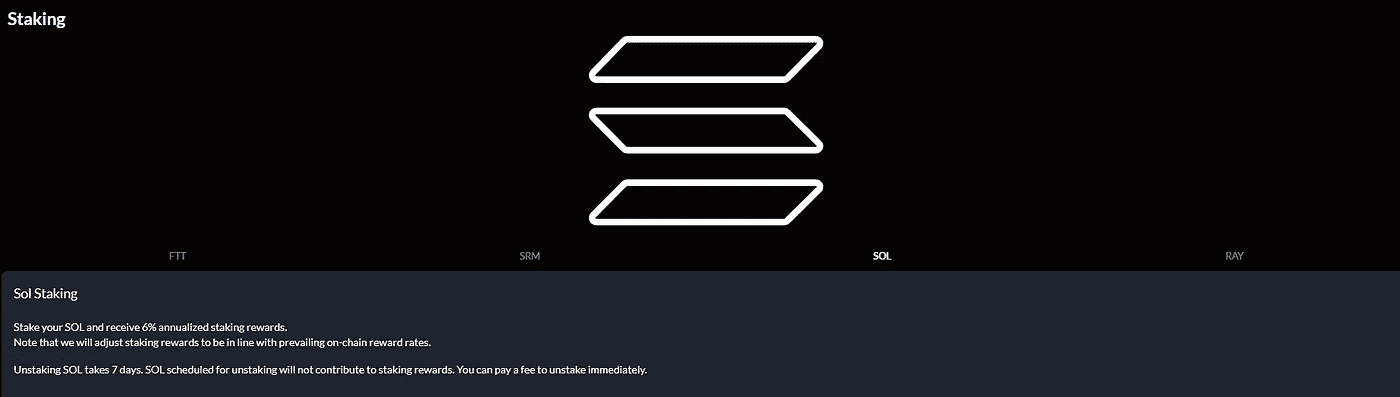 Staking
FTT
SRM
SOL
RAY
Sol Staking
Stake your SOL and receive 6% annualized staking rewards.
Note that we will adjust staking rewards to be in line with prevailing on-chain reward rates.
Unstaking SOL takes 7 days. SOL scheduled for unstaking will not contribute to staking rewards. You can pay a fee to unstake immediately.